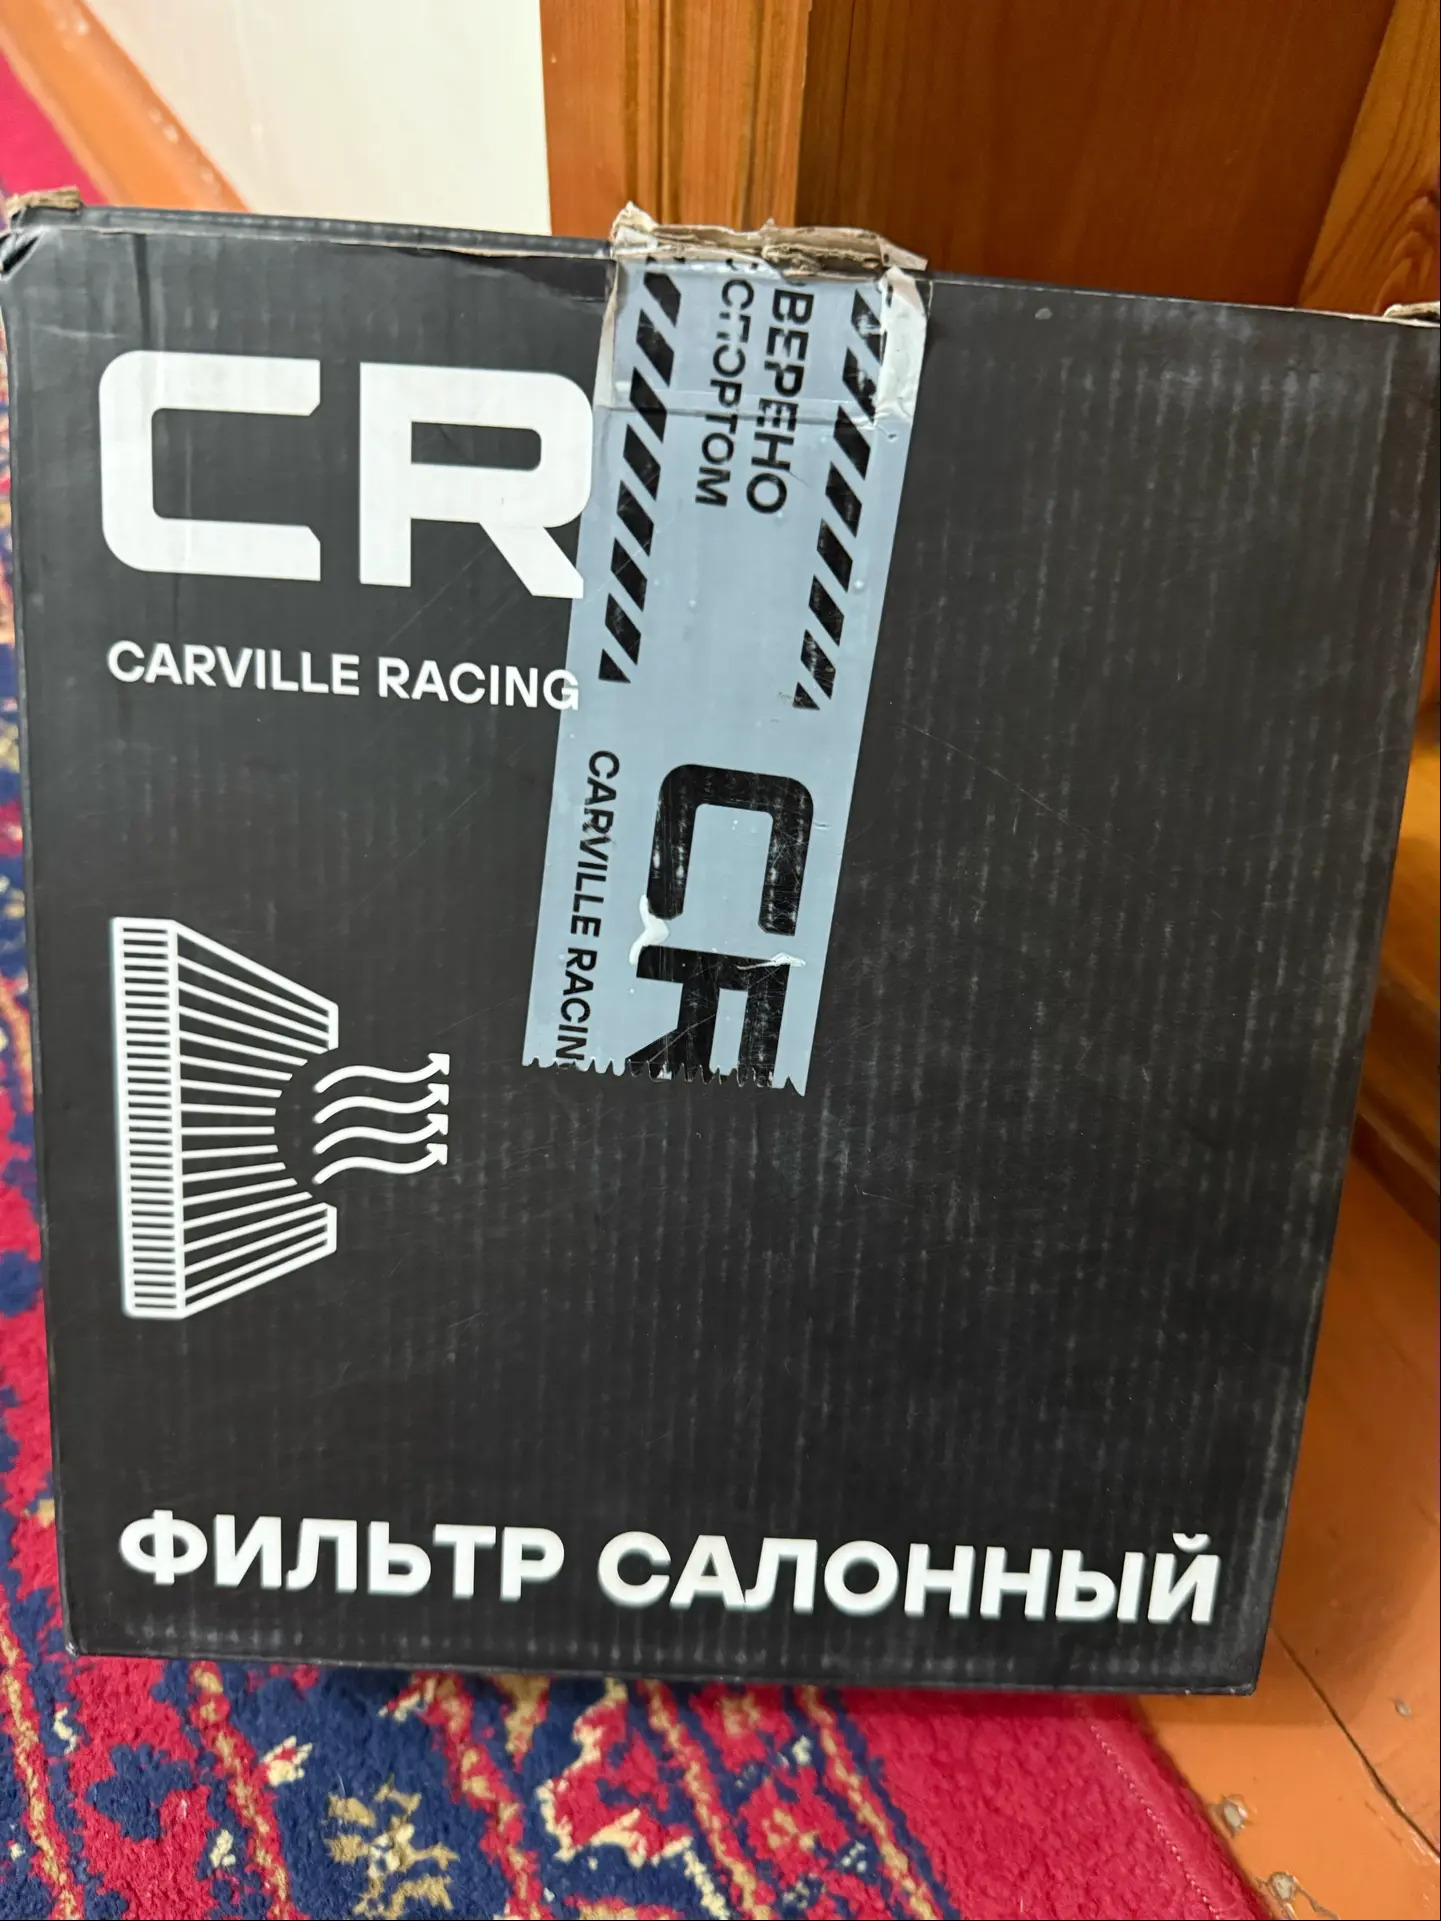 CR
CARVILLE RACING
ВЕРЕНО
СПОРТОМ
CR
CARVILLE RACIN
ФИЛЬТР САЛОННЫЙ